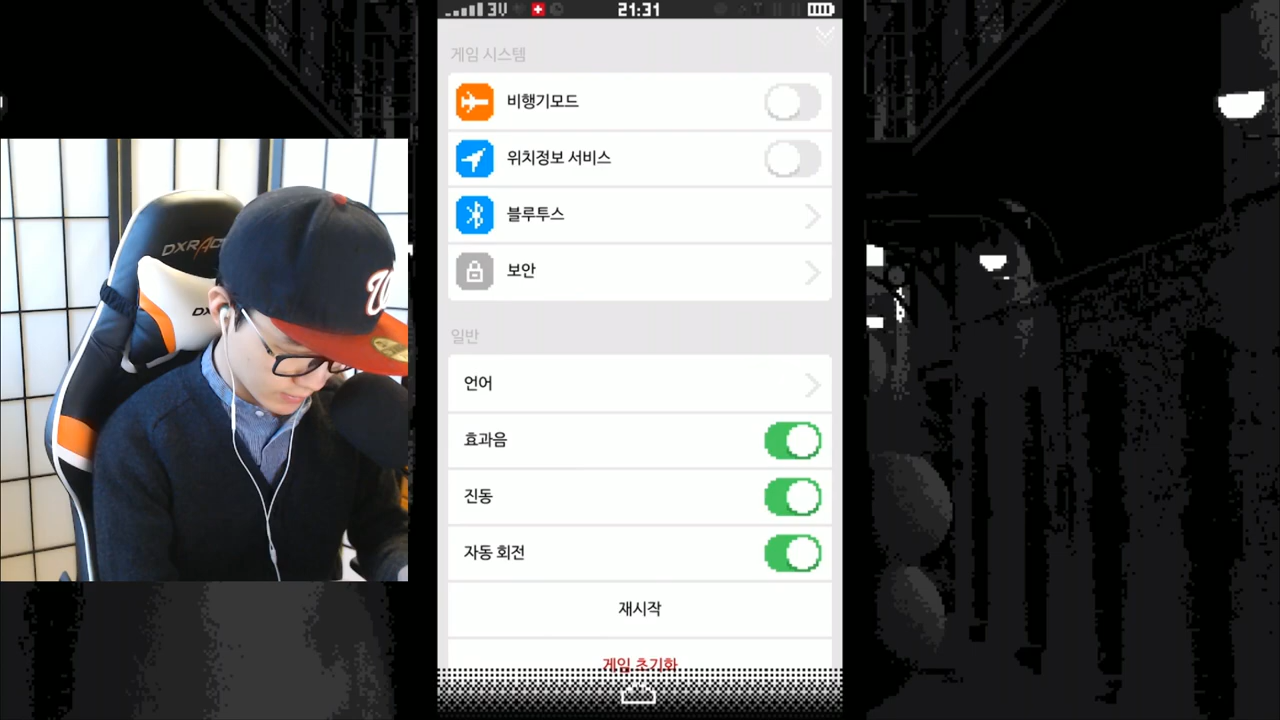 3V
21:31
게임 시스템
비행기모드
위치정보 서비스
블루투스
보안
일반
언어
효과음
진동
자동 회전
재시작
게임 초기화
W